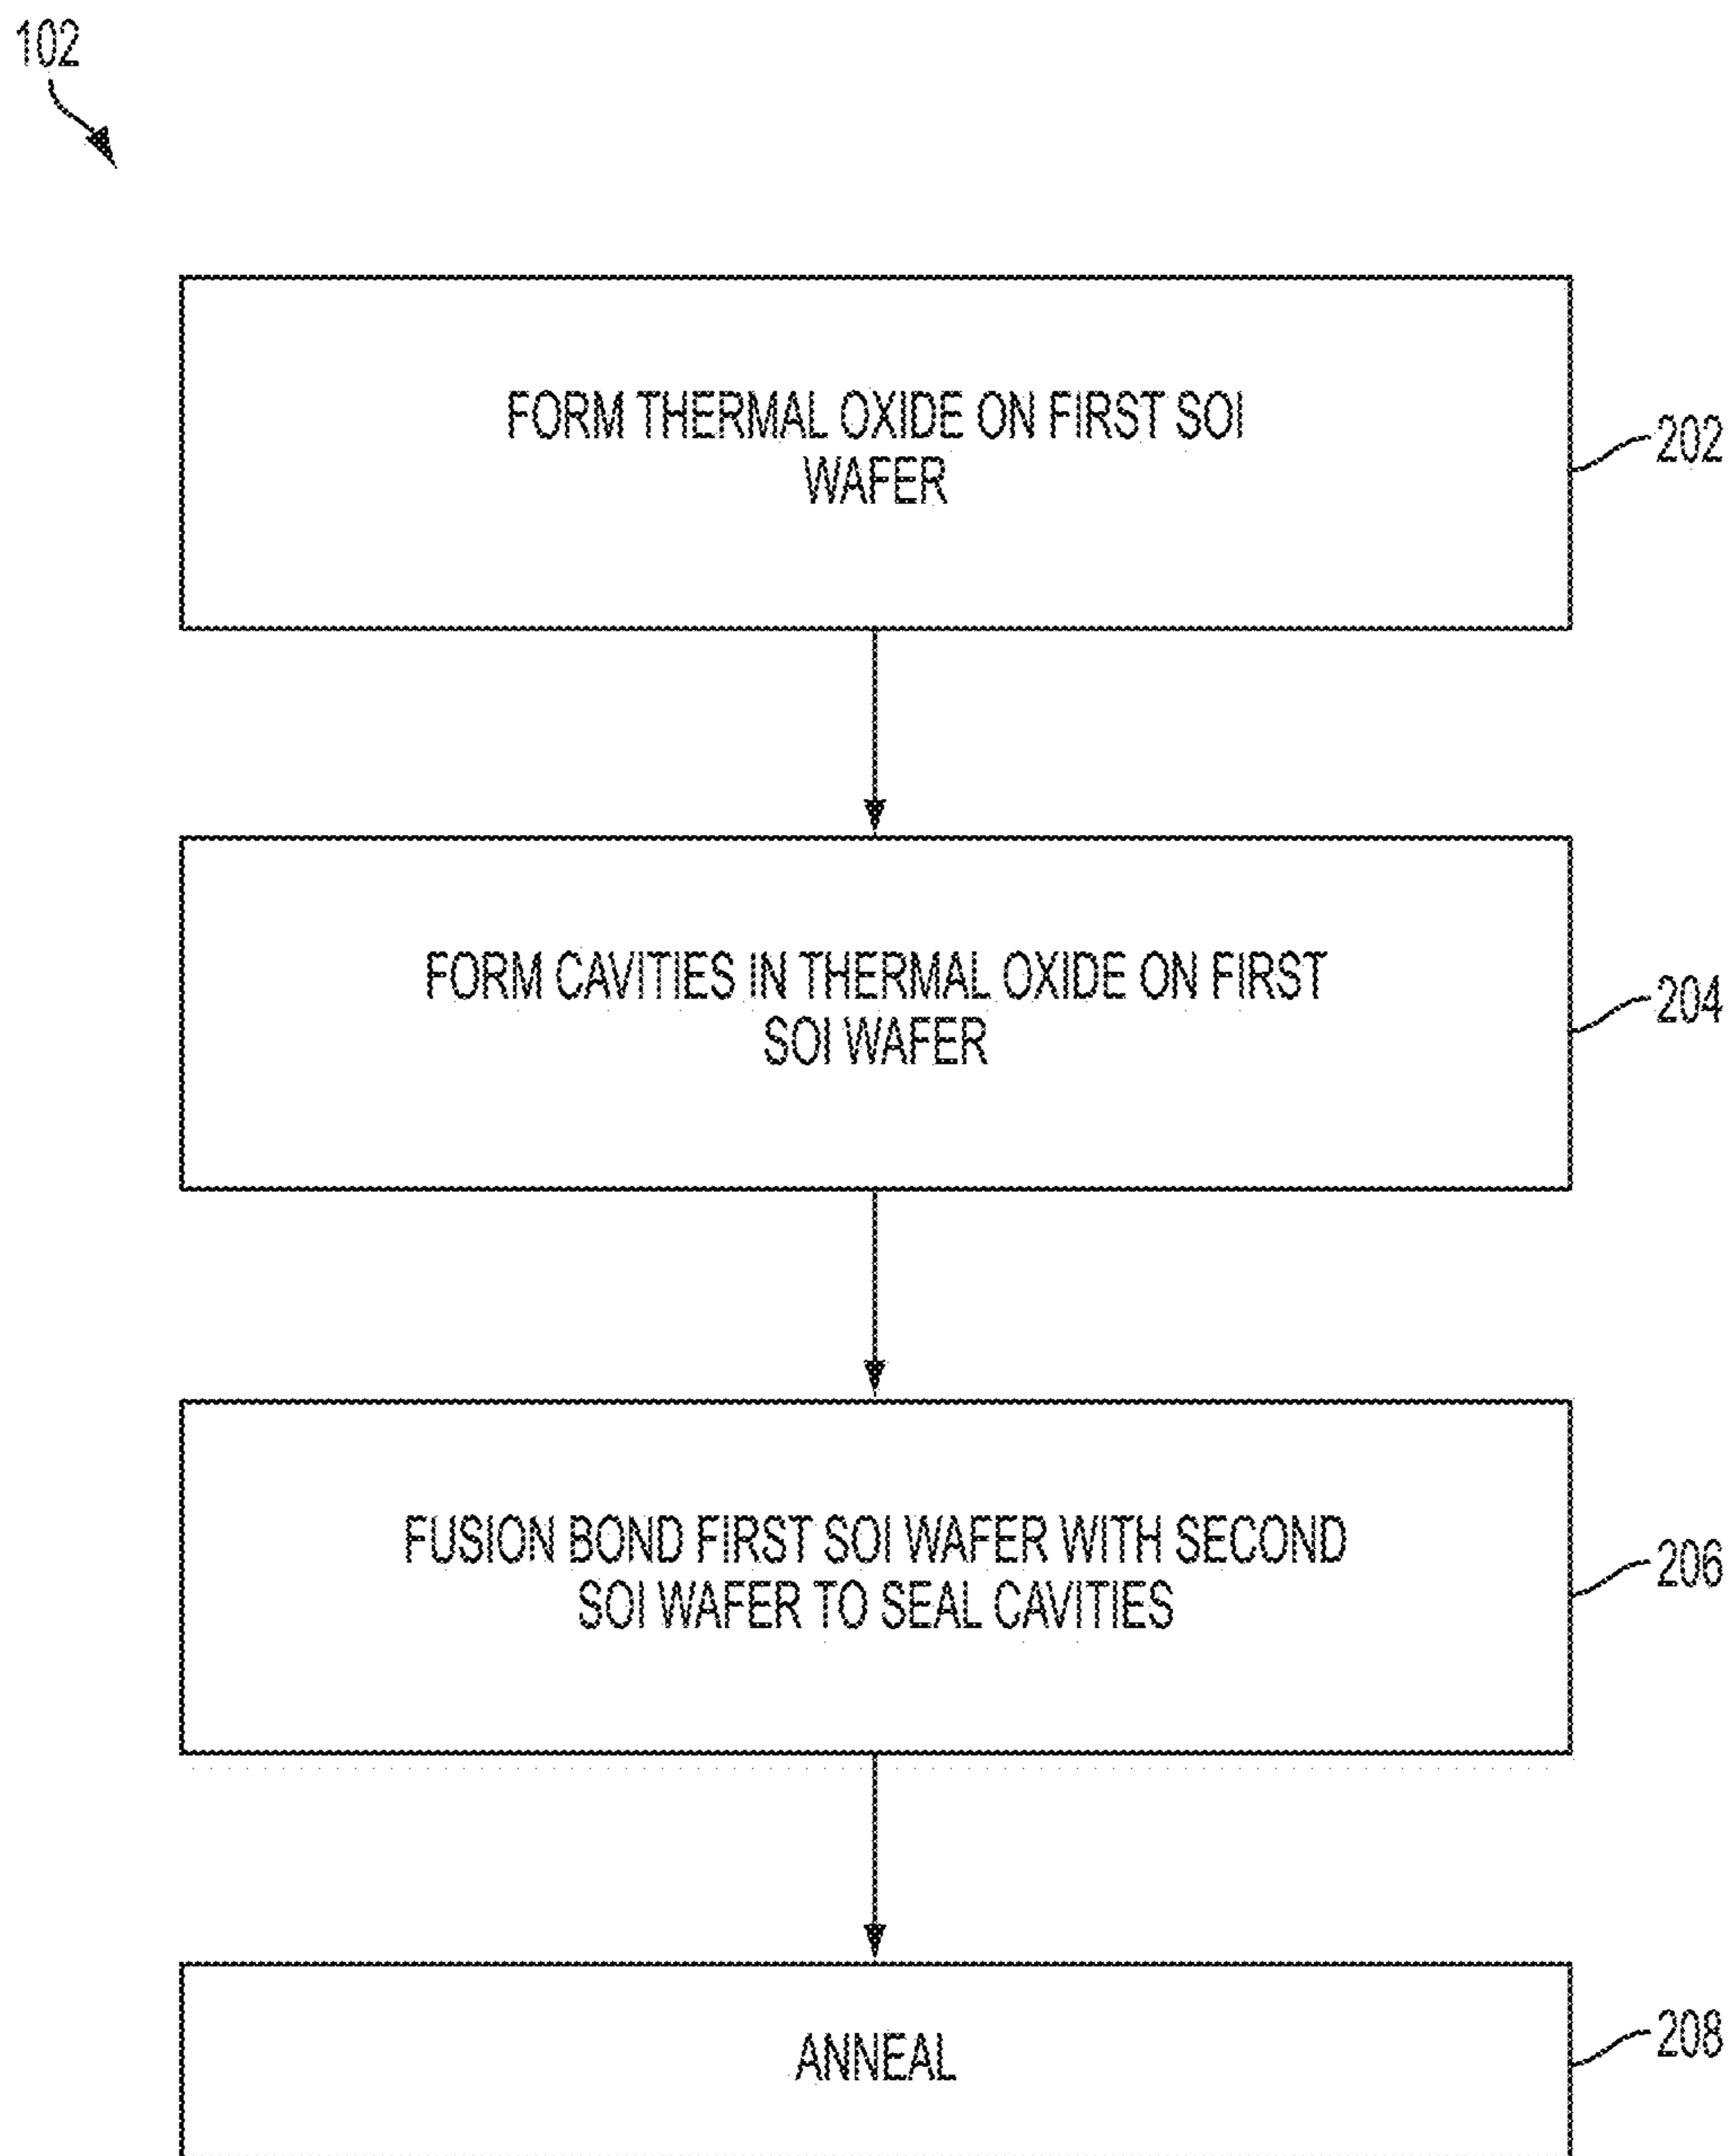 102
FORM THERMAL OXIDE ON FIRST SOI
WAFER
202
FORM CAVITIES IN THERMAL OXIDE ON FIRST
SOI WAFER
204
FUSION BOND FIRST SOI WAFER WITH SECOND
SOI WAFER TO SEAL CAVITIES
206
ANNEAL
208